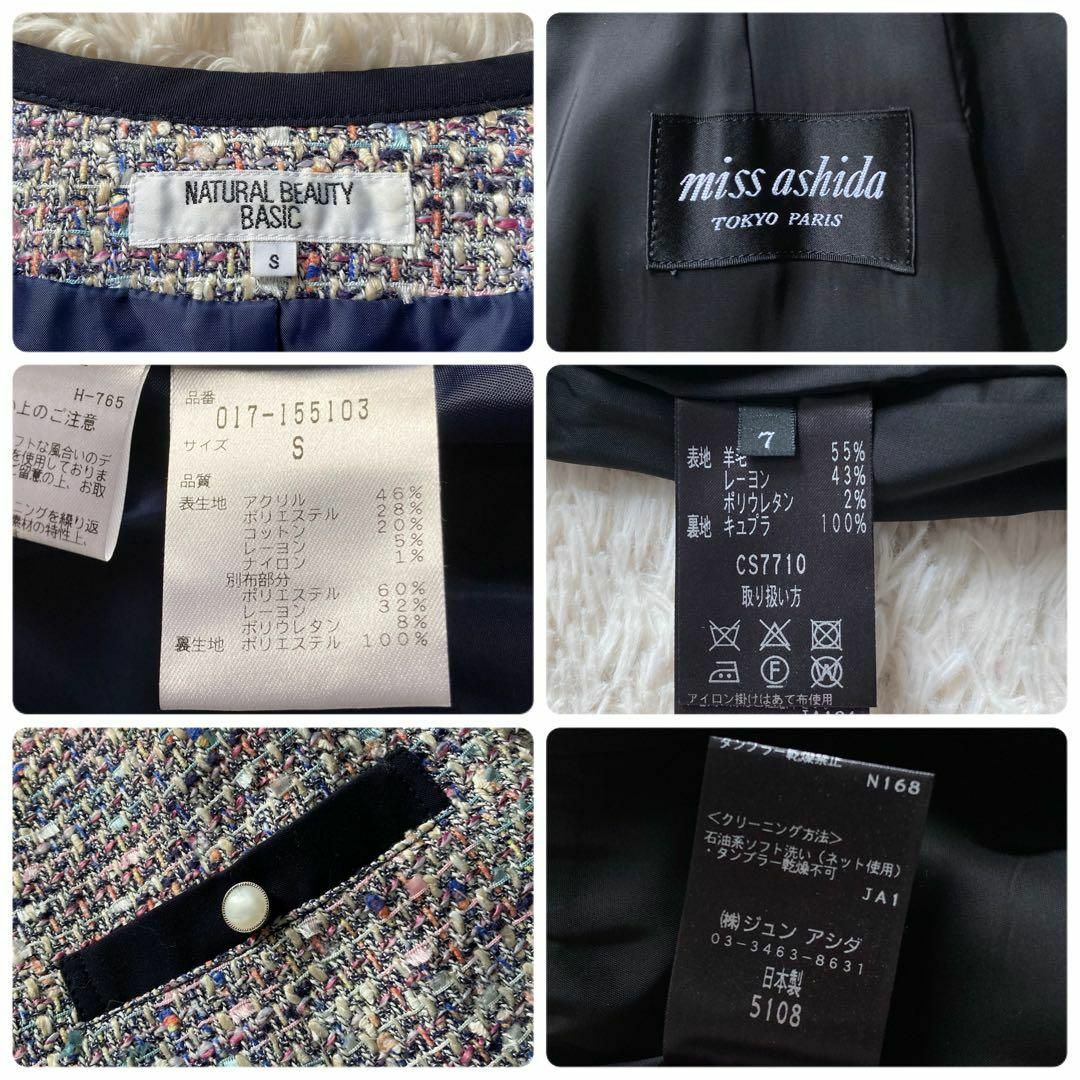 NATURAL BEAUTY
BASIC
S
miss ashida
TOKYO PARIS
H-765
上のご注意
フトな風合いのデ
を使用しておりま
ご留意の上、お取
ニングを繰り返
素材の特性上、
品番
017-155103
サイズ
S
品質
表生地 アクリル 46%
ポリエステル 28%
コットン 20%
レーヨン 5%
ナイロン 1%
別布部分
ポリエステル 60%
レーヨン 32%
ポリウレタン 8%
裏生地 ポリエステル 100%
7
表地 羊毛 55%
レーヨン 43%
ポリウレタン 2%
裏地 キュプラ 100%
CS7710
取り扱い方
アイロン掛けはあて布使用
タンブラー乾燥禁止
N168
<クリーニング方法>
石油系ソフト洗い(ネット使用)
・タンブラー乾燥不可
JA1
㈱ジュン アシダ
03-3463-8631
日本製
5108